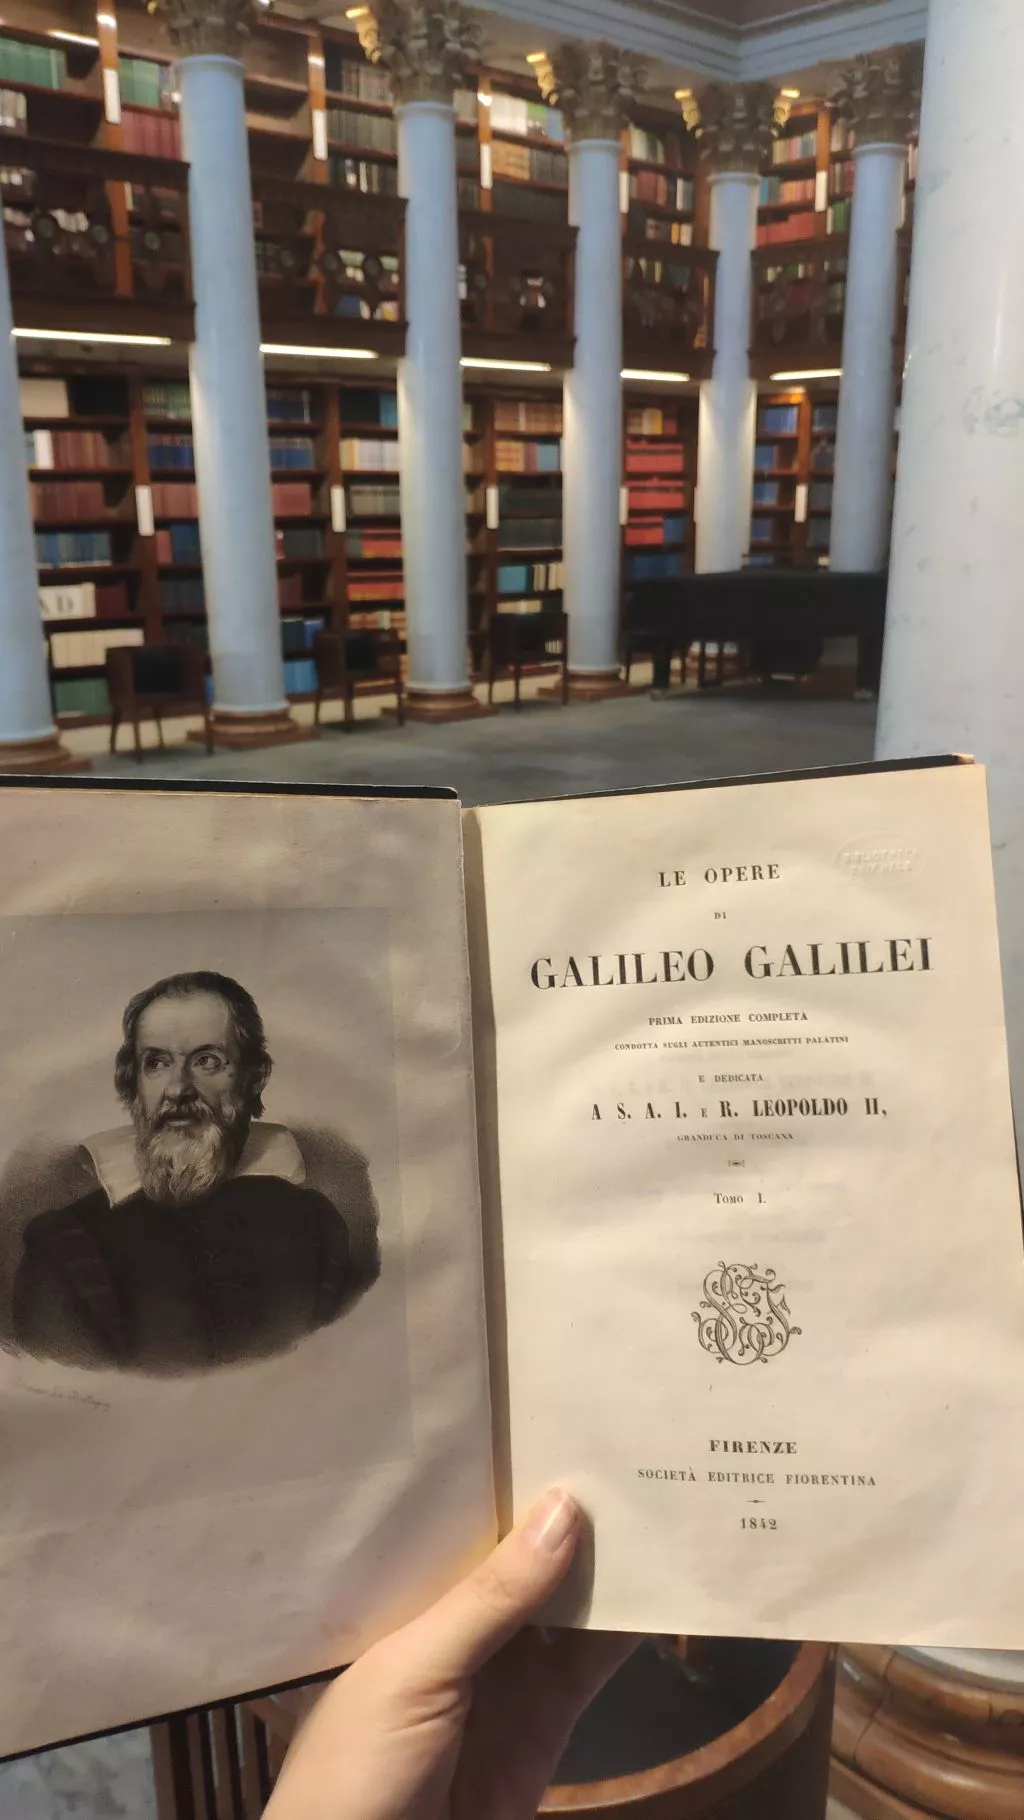 AD
LE OPERE
DI
GALILEO GALILEI
PRIMA EDIZIONE COMPLETA
CONDOTTA SUGLI AUTENTICI MANOSCRITTI PALATINI
E DEDICATA
A S. A. I. E R. LEOPOLDO II,
GRANDUCA DI TOSCANA
TOMO I.
FIRENZE
SOCIETÀ EDITRICE FIORENTINA
1842